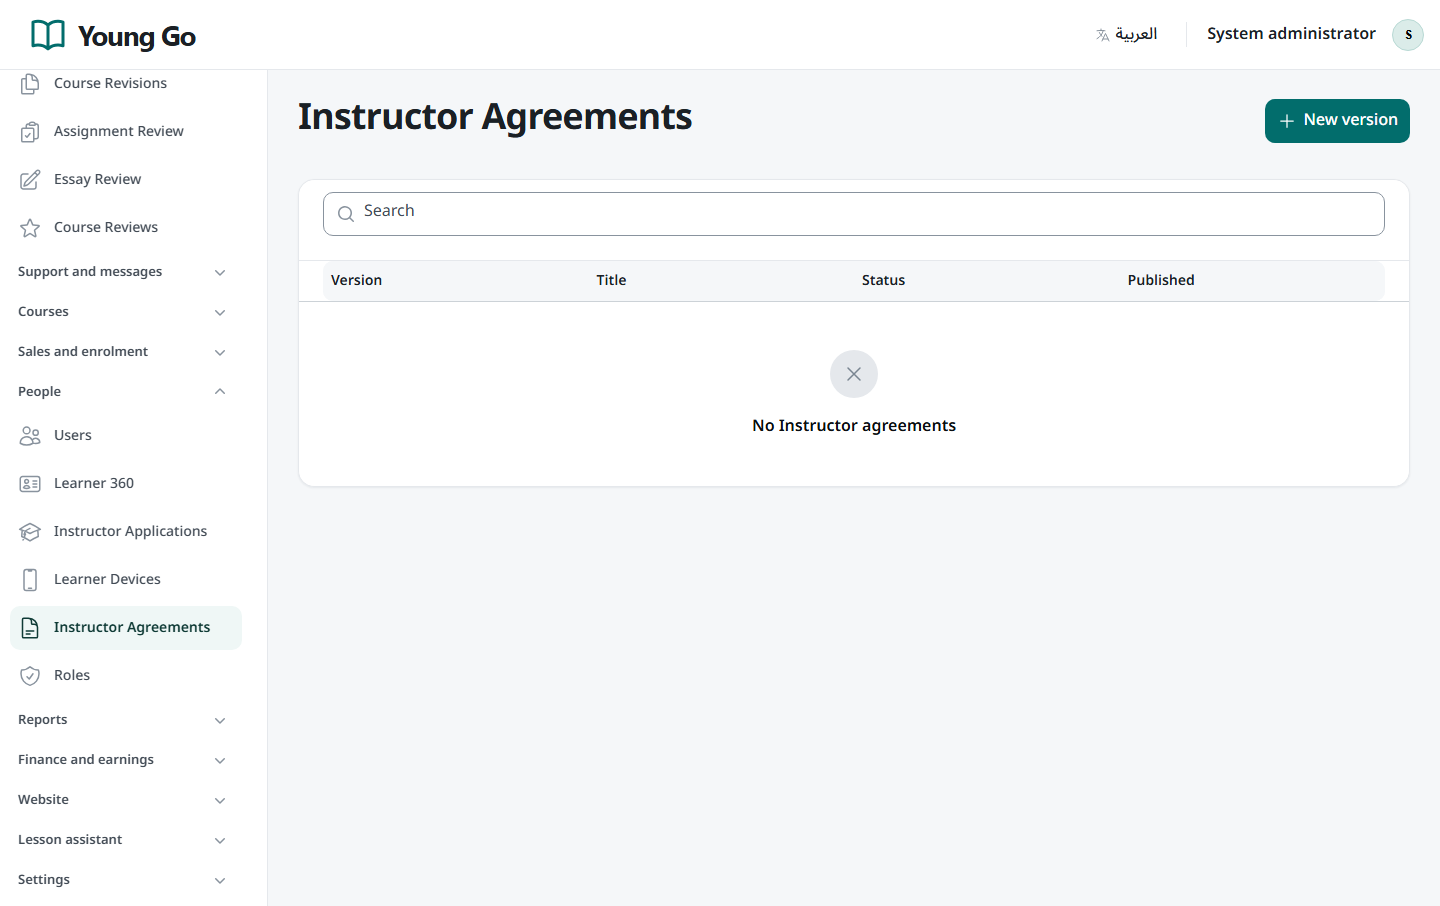 Young Go
العربية
System administrator
S
Course Revisions
Assignment Review
Essay Review
Course Reviews
Support and messages
Courses
Sales and enrolment
People
Users
Learner 360
Instructor Applications
Learner Devices
Instructor Agreements
Roles
Reports
Finance and earnings
Website
Lesson assistant
Settings
Instructor Agreements
New version
Search
Version Title Status Published
No Instructor agreements